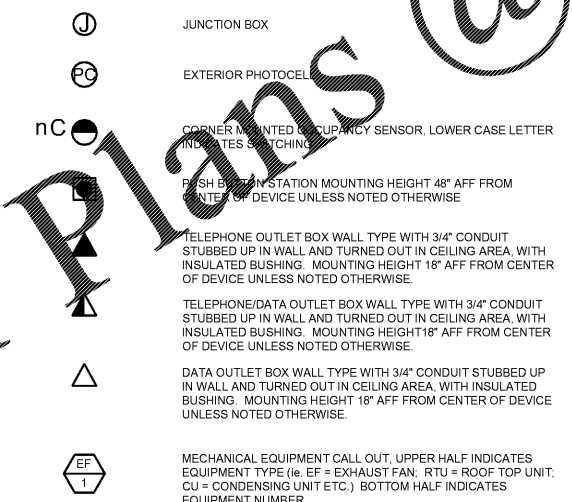 J JUNCTION BOX
PC EXTERIOR PHOTOCELL
nC CORNER MOUNTED OCCUPANCY SENSOR, LOWER CASE LETTER
INDICATES SWITCHING
PUSH BUTTON STATION MOUNTING HEIGHT 48" AFF FROM
CENTER OF DEVICE UNLESS NOTED OTHERWISE
TELEPHONE OUTLET BOX WALL TYPE WITH 3/4" CONDUIT
STUBBED UP IN WALL AND TURNED OUT IN CEILING AREA, WITH
INSULATED BUSHING. MOUNTING HEIGHT 18" AFF FROM CENTER
OF DEVICE UNLESS NOTED OTHERWISE.
TELEPHONE/DATA OUTLET BOX WALL TYPE WITH 3/4" CONDUIT
STUBBED UP IN WALL AND TURNED OUT IN CEILING AREA, WITH
INSULATED BUSHING. MOUNTING HEIGHT18" AFF FROM CENTER
OF DEVICE UNLESS NOTED OTHERWISE.
DATA OUTLET BOX WALL TYPE WITH 3/4" CONDUIT STUBBED UP
IN WALL AND TURNED OUT IN CEILING AREA, WITH INSULATED
BUSHING. MOUNTING HEIGHT 18" AFF FROM CENTER OF DEVICE
UNLESS NOTED OTHERWISE.
EF
1
MECHANICAL EQUIPMENT CALL OUT, UPPER HALF INDICATES
EQUIPMENT TYPE (ie. EF = EXHAUST FAN; RTU = ROOF TOP UNIT;
CU = CONDENSING UNIT ETC.) BOTTOM HALF INDICATES
EQUIPMENT NUMBER
Plans @